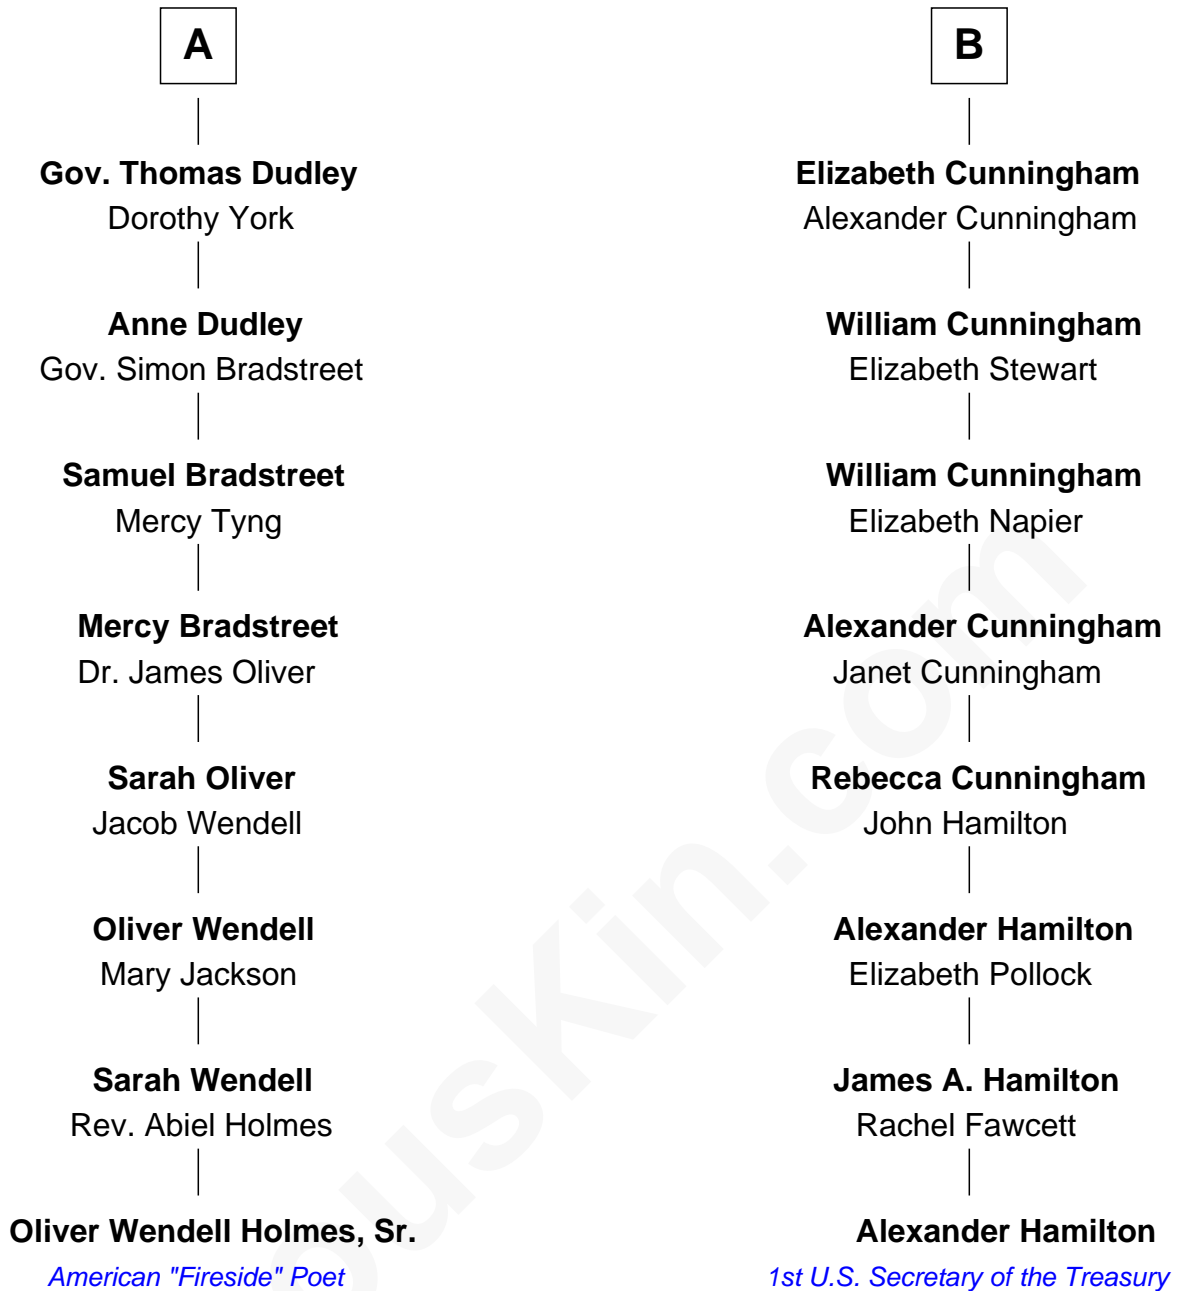 A
Gov. Thomas Dudley
Dorothy York
Anne Dudley
Gov. Simon Bradstreet
Samuel Bradstreet
Mercy Tyng
Mercy Bradstreet
Dr. James Oliver
Sarah Oliver
Jacob Wendell
Oliver Wendell
Mary Jackson
Sarah Wendell
Rev. Abiel Holmes
Oliver Wendell Holmes, Sr.
American "Fireside" Poet
B
Elizabeth Cunningham
Alexander Cunningham
William Cunningham
Elizabeth Stewart
William Cunningham
Elizabeth Napier
Alexander Cunningham
Janet Cunningham
Rebecca Cunningham
John Hamilton
Alexander Hamilton
Elizabeth Pollock
James A. Hamilton
Rachel Fawcett
Alexander Hamilton
1st U.S. Secretary of the Treasury
ouskin.com